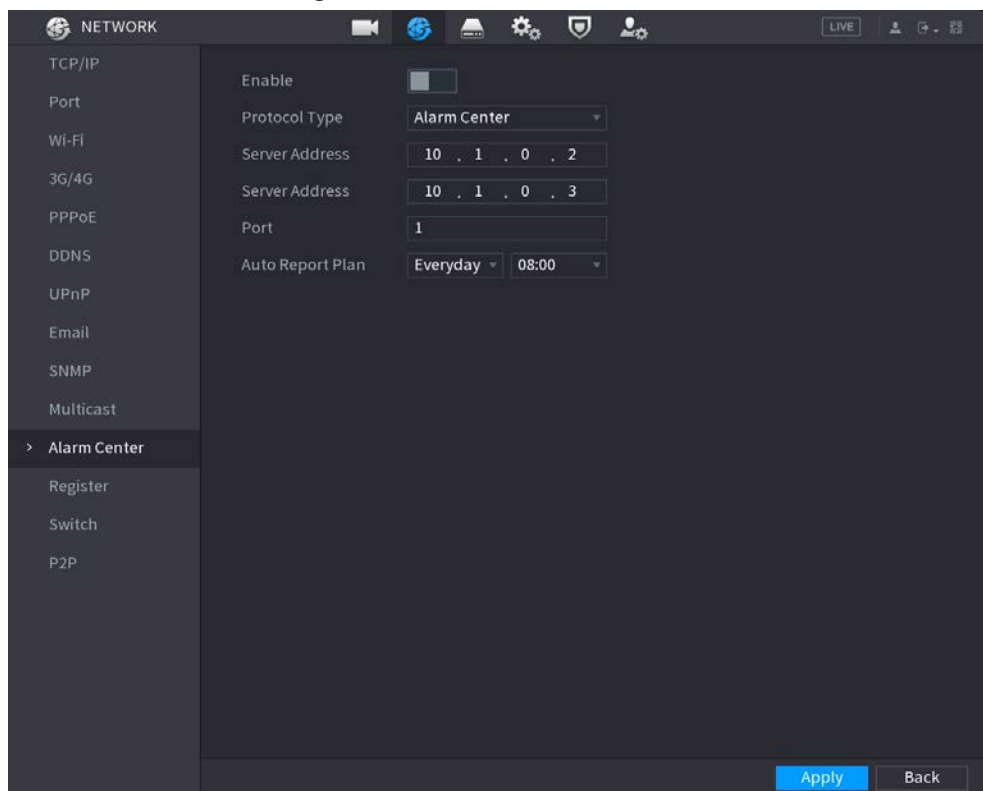 NETWORK
LIVE
TCP/IP
Port
Wi-Fi
3G/4G
PPPoE
DDNS
UPnP
Email
SNMP
Multicast
> Alarm Center
Register
Switch
P2P
Enable
Protocol Type Alarm Center
Server Address 10 . 1 . 0 . 2
Server Address 10 . 1 . 0 . 3
Port 1
Auto Report Plan Everyday 08:00
Apply Back